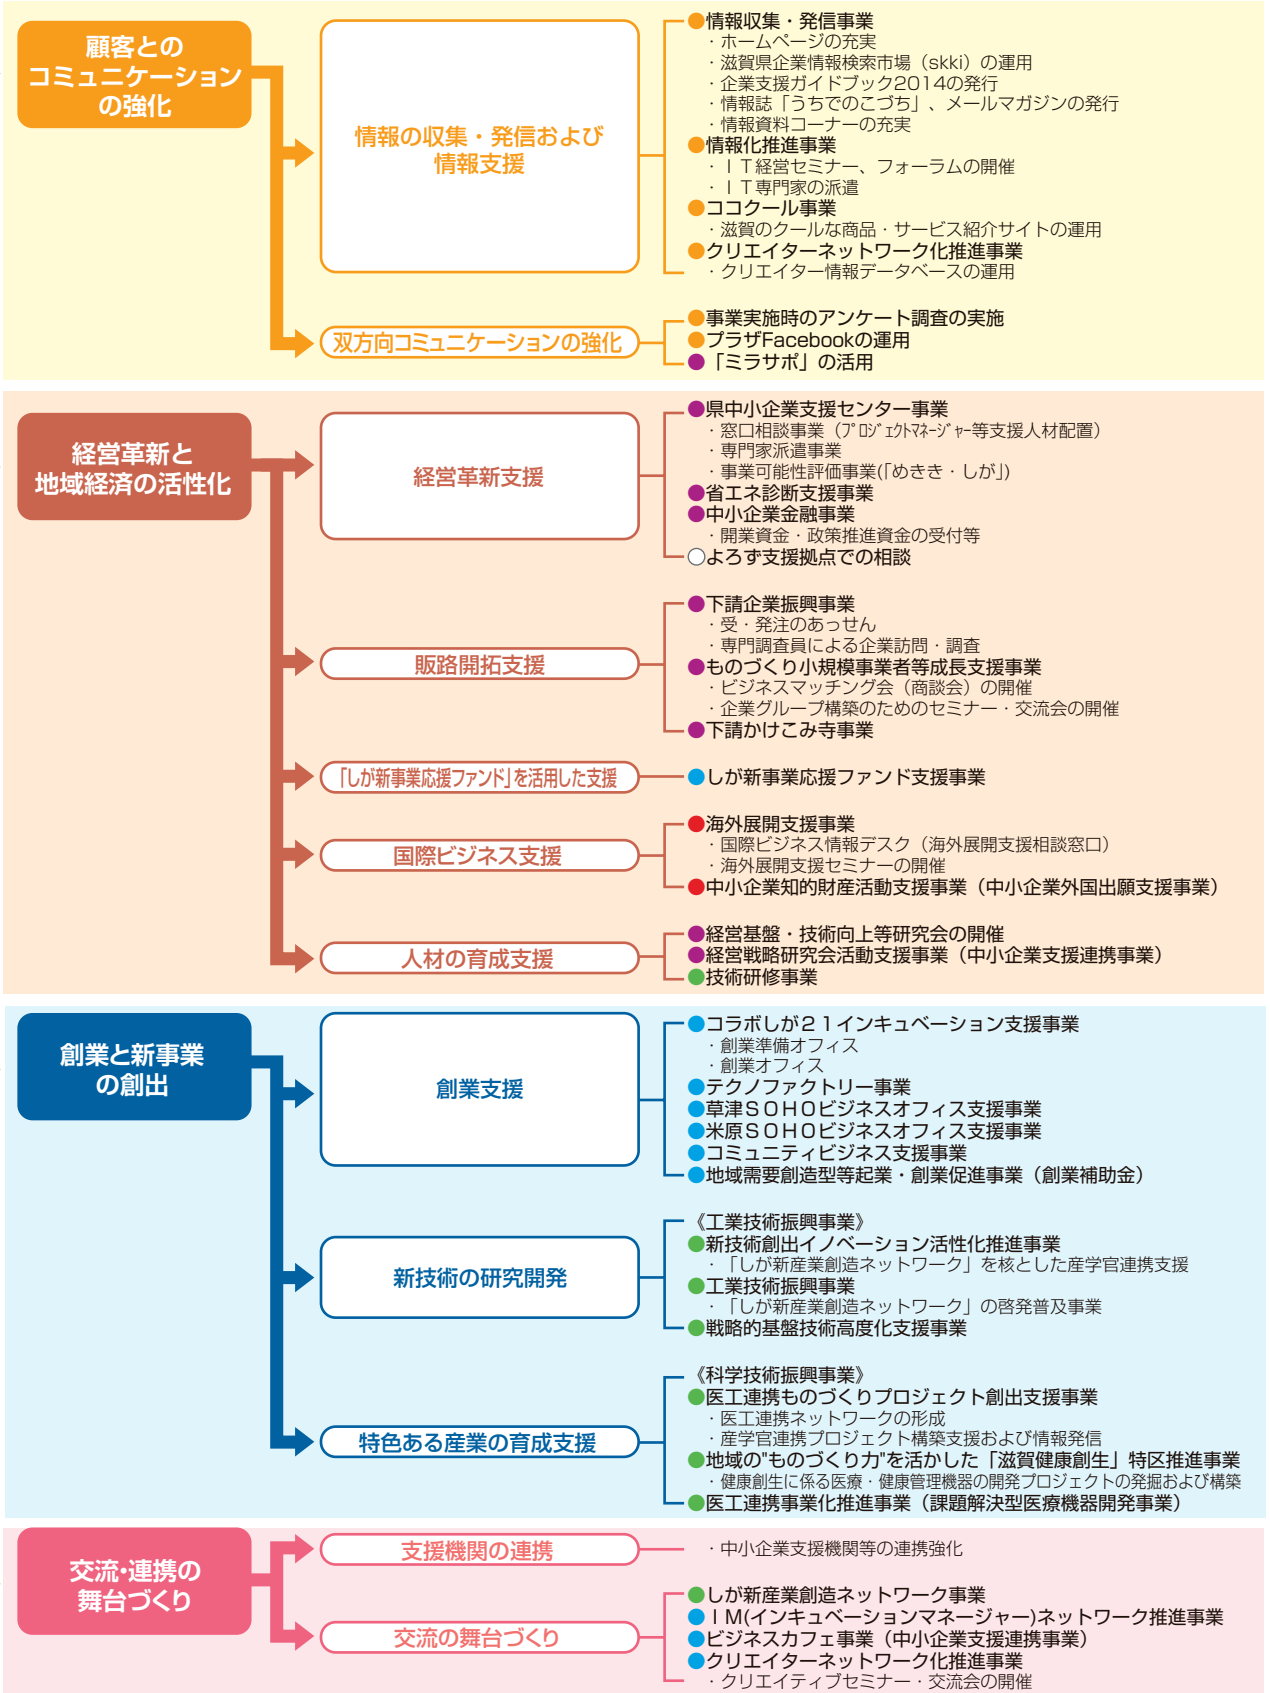 顧客との
コミュニケーション
の強化
情報の収集・発信および
情報支援
●情報収集・発信事業
・ホームページの充実
・滋賀県企業情報検索市場（skki）の運用
・企業支援ガイドブック2014の発行
・情報誌「うちでのこづち」、メールマガジンの発行
・情報資料コーナーの充実
●情報化推進事業
・ＩＴ経営セミナー、フォーラムの開催
・ＩＴ専門家の派遣
●ココクール事業
・滋賀のクールな商品・サービス紹介サイトの運用
●クリエイターネットワーク化推進事業
・クリエイター情報データベースの運用
双方向コミュニケーションの強化
●事業実施時のアンケート調査の実施
●プラザFacebookの運用
●「ミラサポ」の活用
経営革新と
地域経済の活性化
経営革新支援
●県中小企業支援センター事業
・窓口相談事業（ﾌﾟﾛｼﾞｪｸﾄﾏﾈｰｼﾞｬｰ等支援人材配置）
・専門家派遣事業
・事業可能性評価事業(「めきき・しが」)
●省エネ診断支援事業
●中小企業金融事業
・開業資金・政策推進資金の受付等
○よろず支援拠点での相談
販路開拓支援
●下請企業振興事業
・受・発注のあっせん
・専門調査員による企業訪問・調査
●ものづくり小規模事業者等成長支援事業
・ビジネスマッチング会（商談会）の開催
・企業グループ構築のためのセミナー・交流会の開催
●下請かけこみ寺事業
「しが新事業応援ファンド」を活用した支援
●しが新事業応援ファンド支援事業
国際ビジネス支援
●海外展開支援事業
・国際ビジネス情報デスク（海外展開支援相談窓口）
・海外展開支援セミナーの開催
●中小企業知的財産活動支援事業（中小企業外国出願支援事業）
人材の育成支援
●経営基盤・技術向上等研究会の開催
●経営戦略研究会活動支援事業（中小企業支援連携事業）
●技術研修事業
創業と新事業
の創出
創業支援
●コラボしが２１インキュベーション支援事業
・創業準備オフィス
・創業オフィス
●テクノファクトリー事業
●草津ＳＯＨＯビジネスオフィス支援事業
●米原ＳＯＨＯビジネスオフィス支援事業
●コミュニティビジネス支援事業
●地域需要創造型等起業・創業促進事業（創業補助金）
新技術の研究開発
《工業技術振興事業》
●新技術創出イノベーション活性化推進事業
・「しが新産業創造ネットワーク」を核とした産学官連携支援
●工業技術振興事業
・「しが新産業創造ネットワーク」の啓発普及事業
●戦略的基盤技術高度化支援事業
特色ある産業の育成支援
《科学技術振興事業》
●医工連携ものづくりプロジェクト創出支援事業
・医工連携ネットワークの形成
・産学官連携プロジェクト構築支援および情報発信
●地域の"ものづくり力"を活かした「滋賀健康創生」特区推進事業
・健康創生に係る医療・健康管理機器の開発プロジェクトの発掘および構築
●医工連携事業化推進事業（課題解決型医療機器開発事業）
交流・連携の
舞台づくり
支援機関の連携
・中小企業支援機関等の連携強化
交流の舞台づくり
●しが新産業創造ネットワーク事業
●ＩＭ(インキュベーションマネージャー)ネットワーク推進事業
●ビジネスカフェ事業（中小企業支援連携事業）
●クリエイターネットワーク化推進事業
・クリエイティブセミナー・交流会の開催